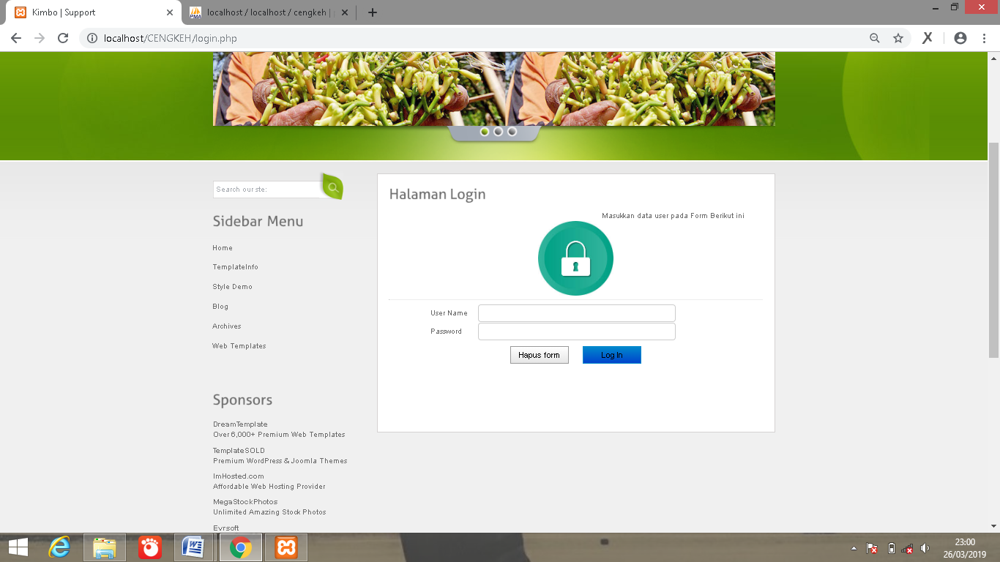 Kimbo | Support
localhost / localhost / cengkeh |
localhost/CENGKEH/login.php
Search our site:
Sidebar Menu
Home
TemplateInfo
Style Demo
Blog
Archives
Web Templates
Sponsors
DreamTemplate
Over 6,000+ Premium Web Templates
TemplateSOLD
Premium WordPress & Joomla Themes
ImHosted.com
Affordable Web Hosting Provider
MegaStockPhotos
Unlimited Amazing Stock Photos
Evrsoft
Halaman Login
Masukkan data user pada Form Berikut ini
User Name
Password
Hapus form
Log In
23:00
26/03/2019